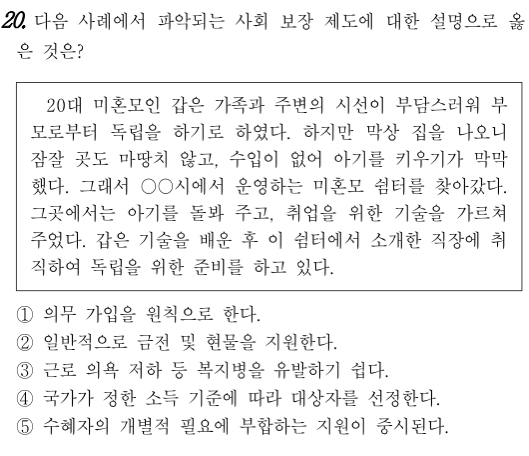 20. 다음 사례에서 파악되는 사회 보장 제도에 대한 설명으로 옳
은 것은?
20대 미혼모인 갑은 가족과 주변의 시선이 부담스러워 부
모로부터 독립을 하기로 하였다. 하지만 막상 집을 나오니
잠잘 곳도 마땅치 않고, 수입이 없어 아기를 키우기가 막막
했다. 그래서 ○○시에서 운영하는 미혼모 쉼터를 찾아갔다.
그곳에서는 아기를 돌봐 주고, 취업을 위한 기술을 가르쳐
주었다. 갑은 기술을 배운 후 이 쉼터에서 소개한 직장에 취
직하여 독립을 위한 준비를 하고 있다.
① 의무 가입을 원칙으로 한다.
② 일반적으로 금전 및 현물을 지원한다.
③ 근로 의욕 저하 등 복지병을 유발하기 쉽다.
④ 국가가 정한 소득 기준에 따라 대상자를 선정한다.
⑤ 수혜자의 개별적 필요에 부합하는 지원이 중시된다.